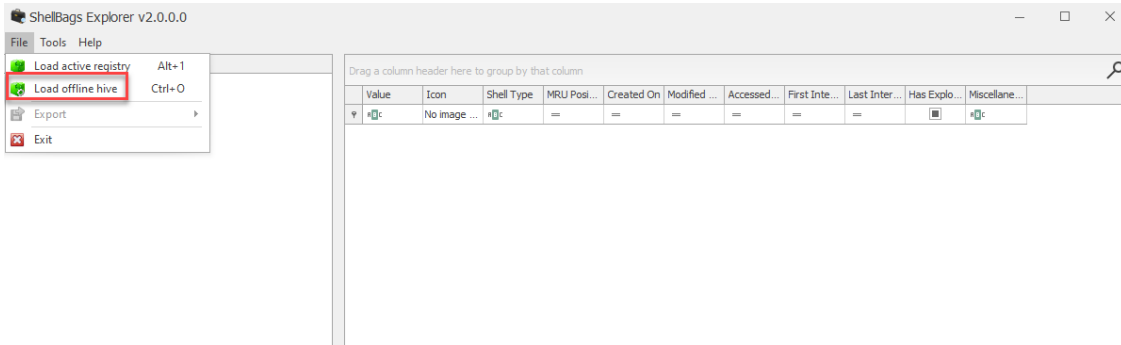 ShellBags Explorer v2.0.0.0
File Tools Help
Load active registry Alt+1
Load offline hive Ctrl+O
Export
Exit
Drag a column header here to group by that column
Value Icon Shell Type MRU Posi... Created On Modified ... Accessed... First Inte... Last Inter... Has Explo... Miscellane...
No image ... = = = = = =